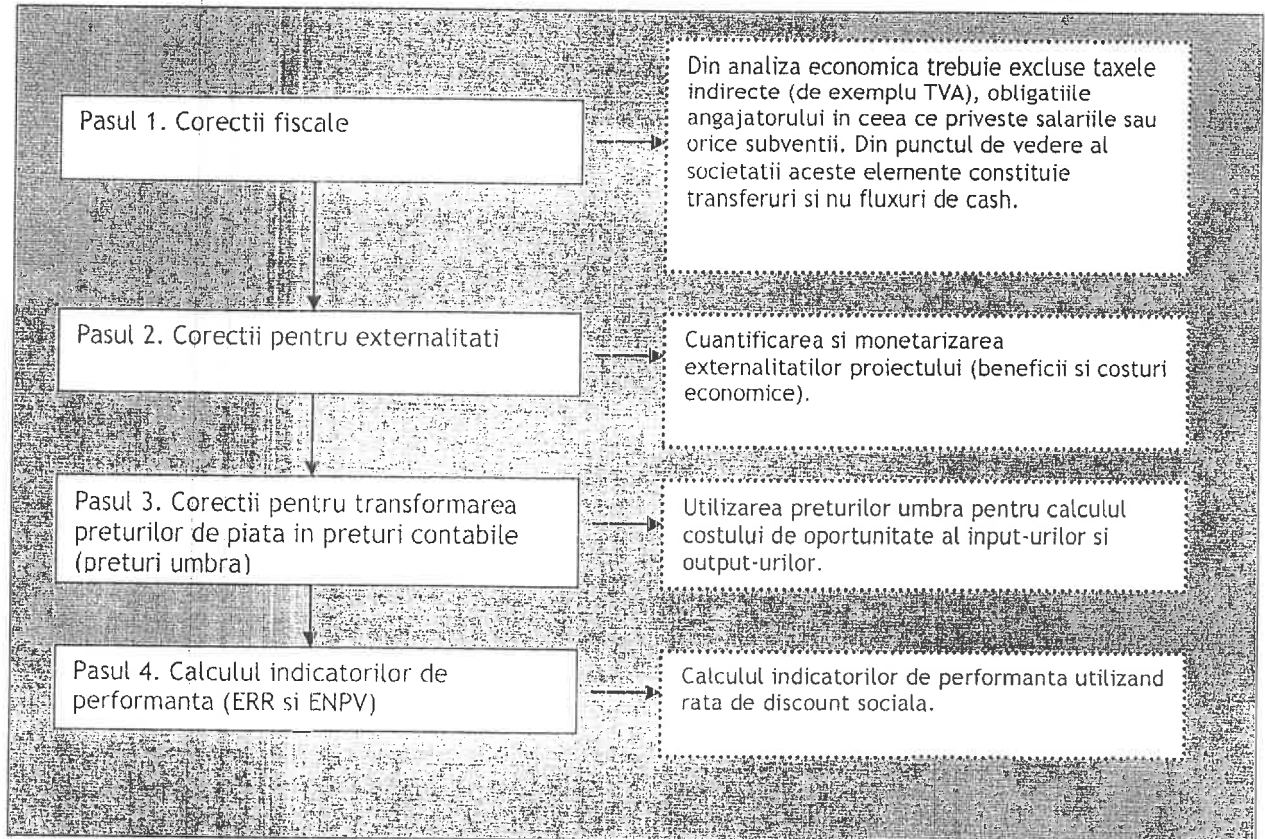 Pasul 1. Corectii fiscale
Din analiza economica trebuie excluse taxele
indirecte (de exemplu TVA), obligatiile
angajatorului in ceea ce priveste salariile sau
orice subventii. Din punctul de vedere al
societatii aceste elemente constituie
transferuri si nu fluxuri de cash.
Pasul 2. Corectii pentru externalitati
Cuantificarea si monetarizarea
externalitatilor proiectului (beneficii si costuri
economice).
Pasul 3. Corectii pentru transformarea
preturilor de piata in preturi contabile
(preturi umbra)
Utilizarea preturilor umbra pentru calculul
costului de oportunitate al input-urilor si
output-urilor.
Pasul 4. Calculul indicatorilor de
performanta (ERR si ENPV)
Calculul indicatorilor de performanta utilizand
rata de discount sociala.